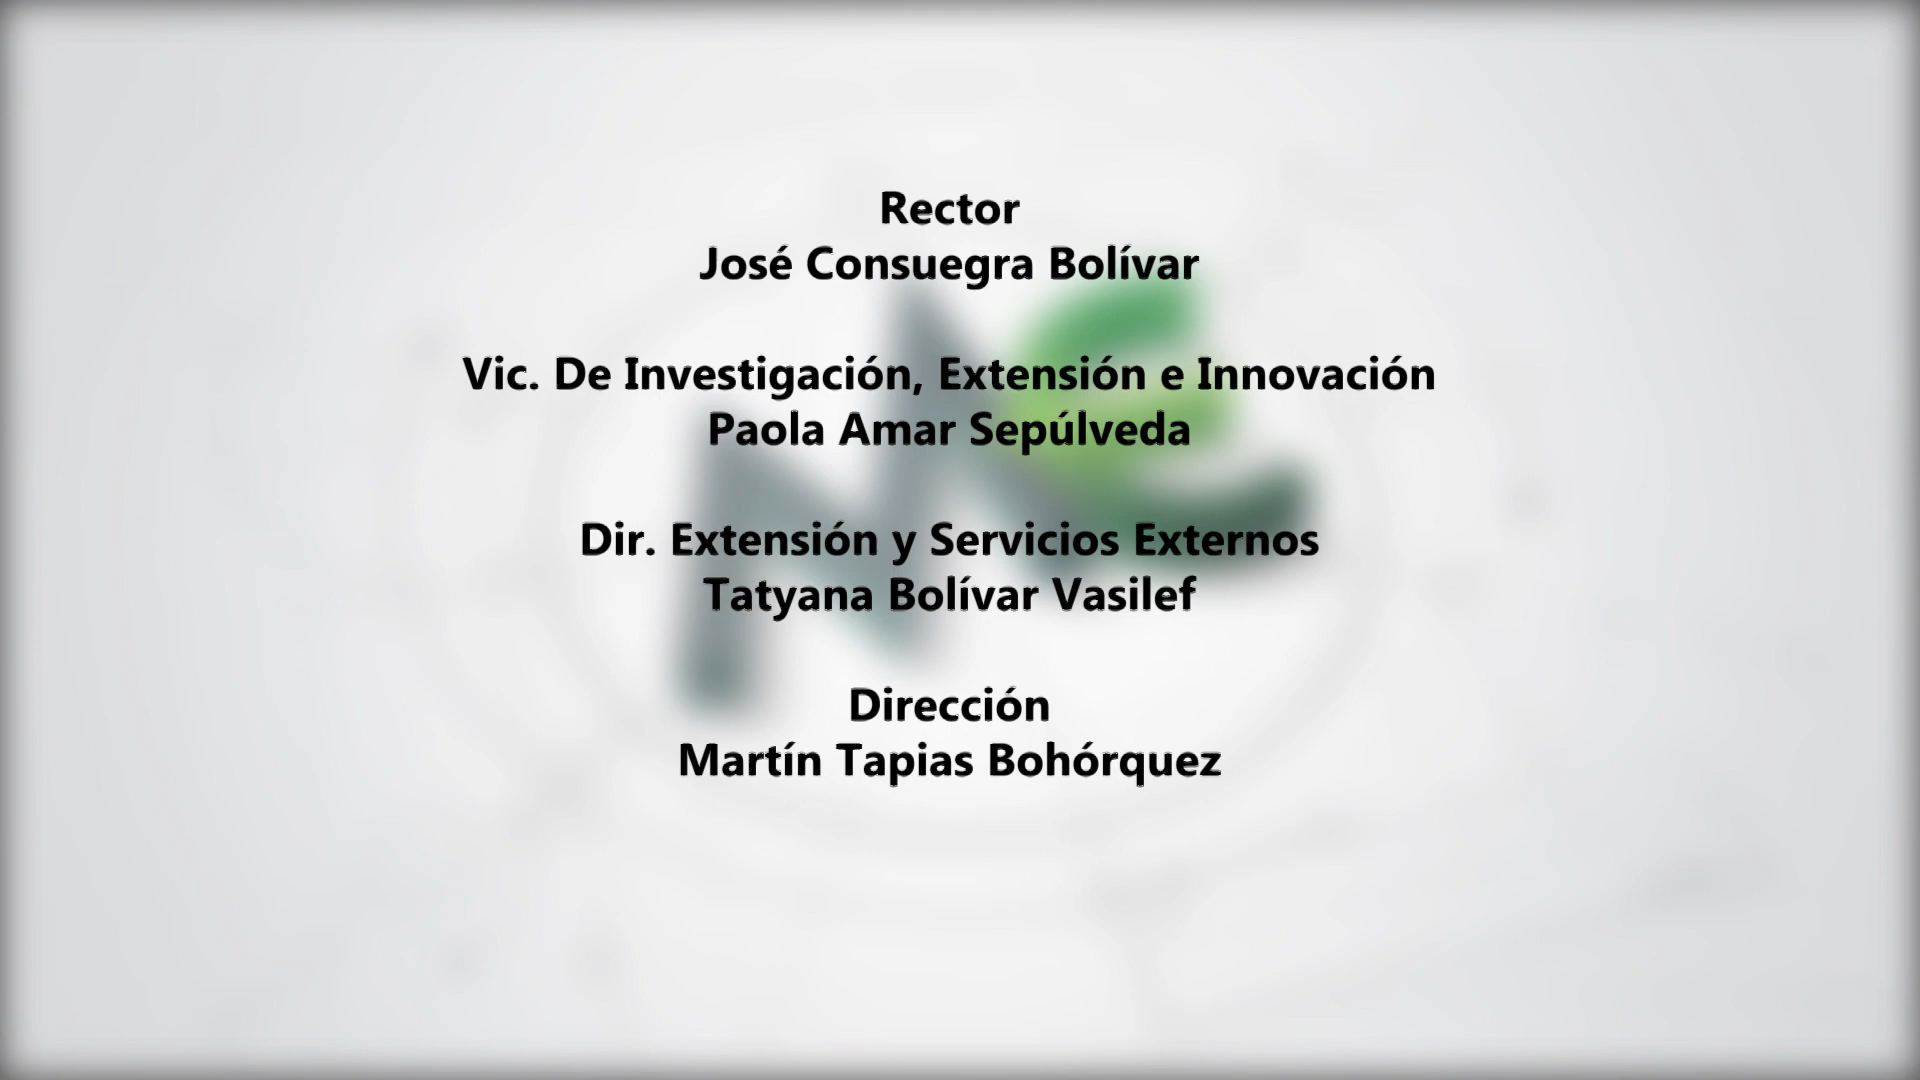 Rector
José Consuegra Bolívar
Vic. De Investigación, Extensión e Innovación
Paola Amar Sepúlveda
Dir. Extensión y Servicios Externos
Tatyana Bolívar Vasilef
Dirección
Martín Tapias Bohórquez